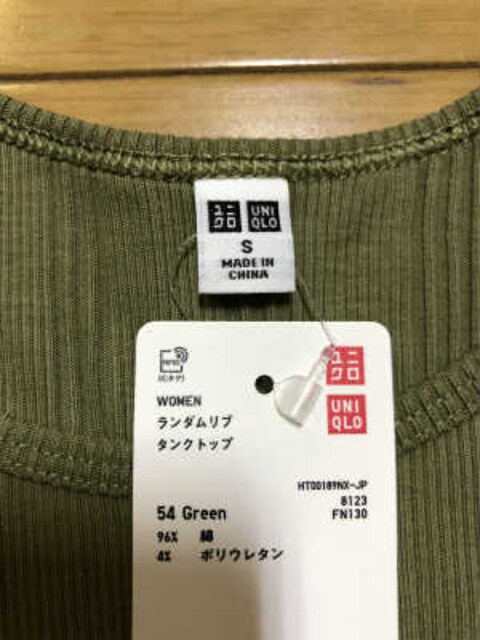 ユニ UNI
クロ QLO
S
MADE IN
CHINA
ユニ
クロ
WOMEN
UNI
QLO
ランダムリブ
タンクトップ
HT00189NX-JP
8123
54 Green
FN130
96% 綿
4% ポリウレタン